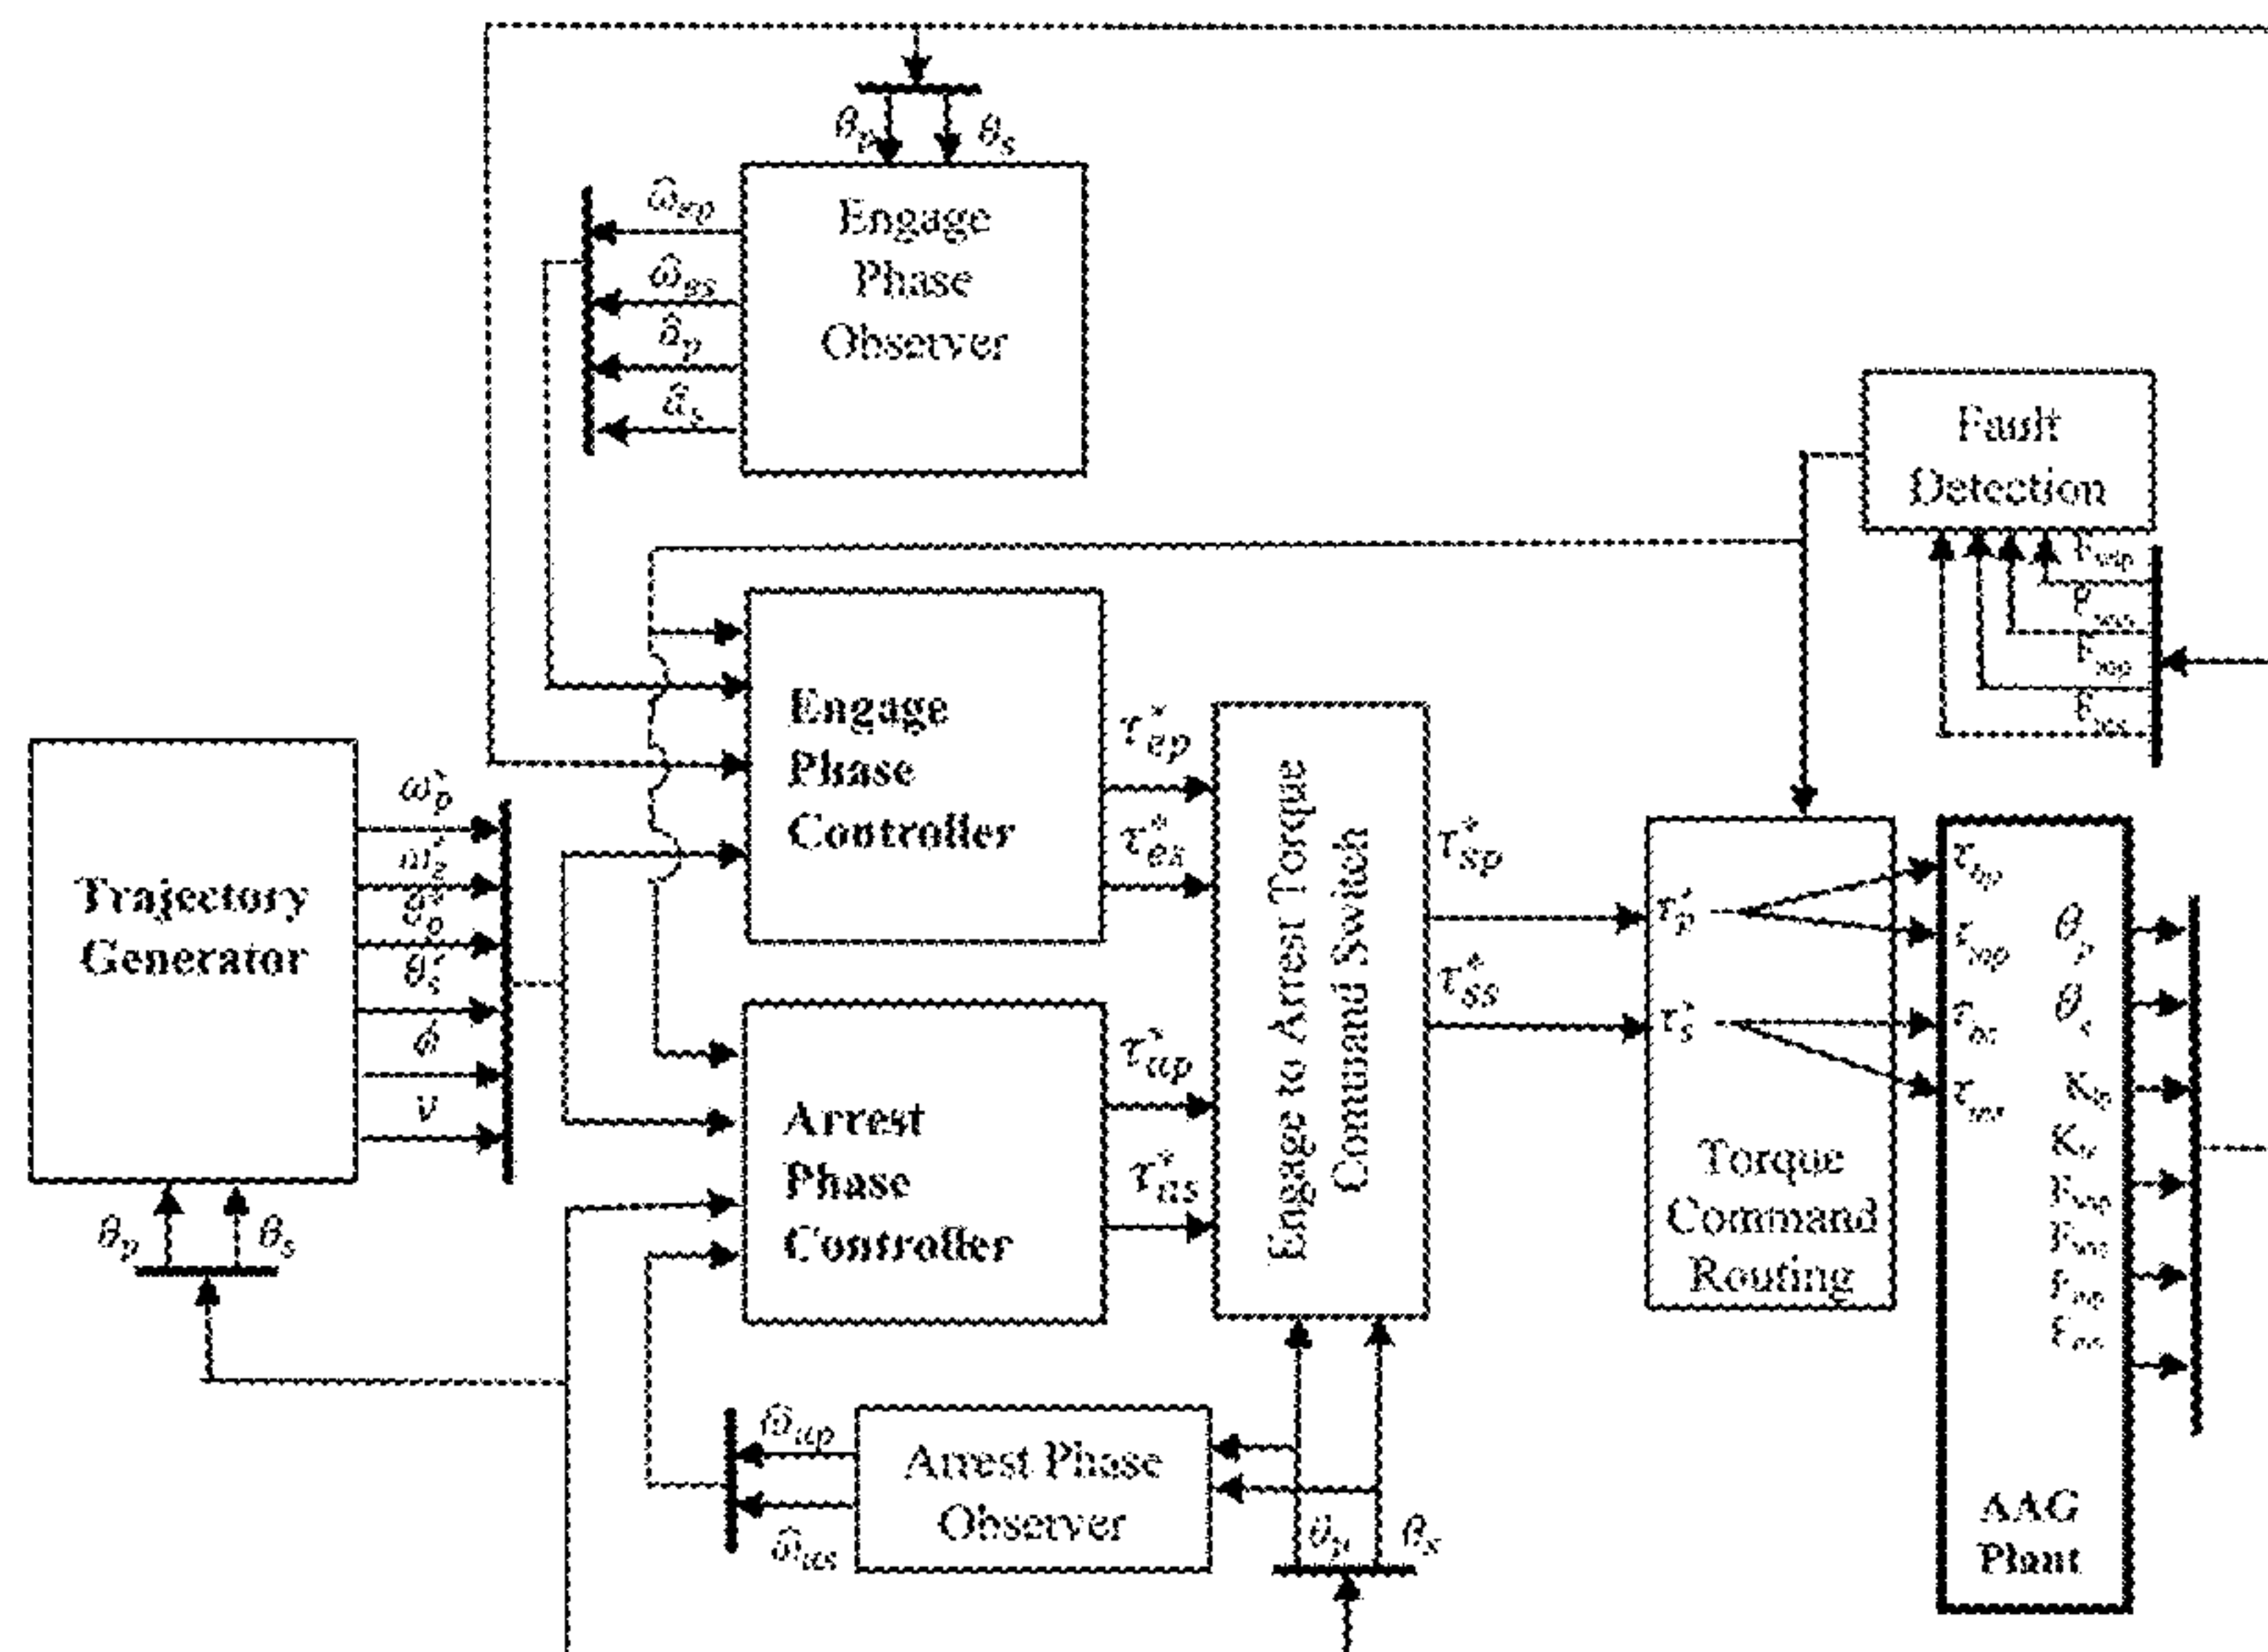 θp θs
Engage
Phase
Observer
ω̂ep
ω̂es
âp
âs
Fault
Detection
Engage
Phase
Controller
τ*ep
τ*es
Trajectory
Generator
ω*p
ω*s
θ*p
θ*s
ϕ
ν
θp θs
Arrest
Phase
Controller
τ*ap
τ*as
Engage to Arrest Torque
Command Switch
τ*sp
τ*ss
τ*p
τ*s
Torque
Command
Routing
θp
θs
AAG
Plant
ω̂ap
ω̂as
Arrest Phase
Observer
θp θs